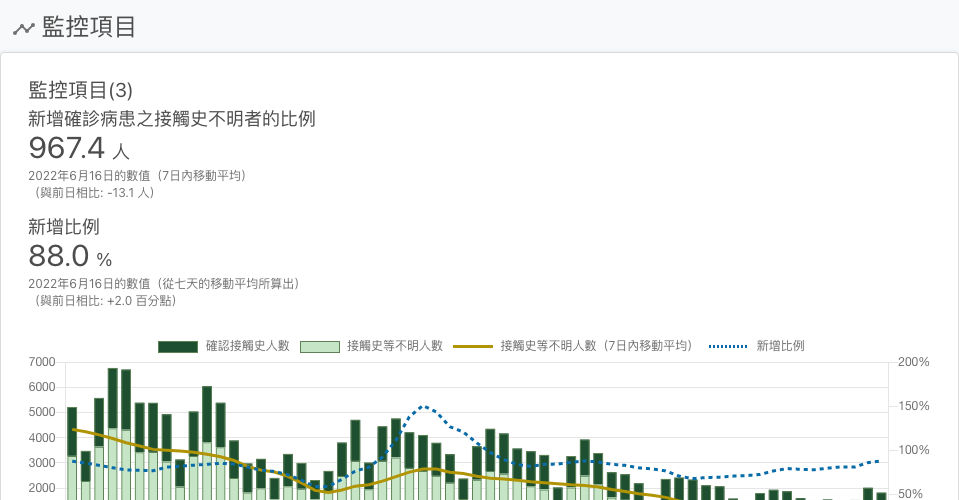 監控項目
監控項目(3)
新增確診病患之接觸史不明者的比例
967.4 人
2022年6月16日的數值（7日內移動平均）
（與前日相比: -13.1 人）
新增比例
88.0 %
2022年6月16日的數值（從七天的移動平均所算出）
（與前日相比: +2.0 百分點）
確認接觸史人數 接觸史等不明人數 接觸史等不明人數（7日內移動平均） 新增比例
7000 200%
6000
5000 150%
4000
3000 100%
2000
50%